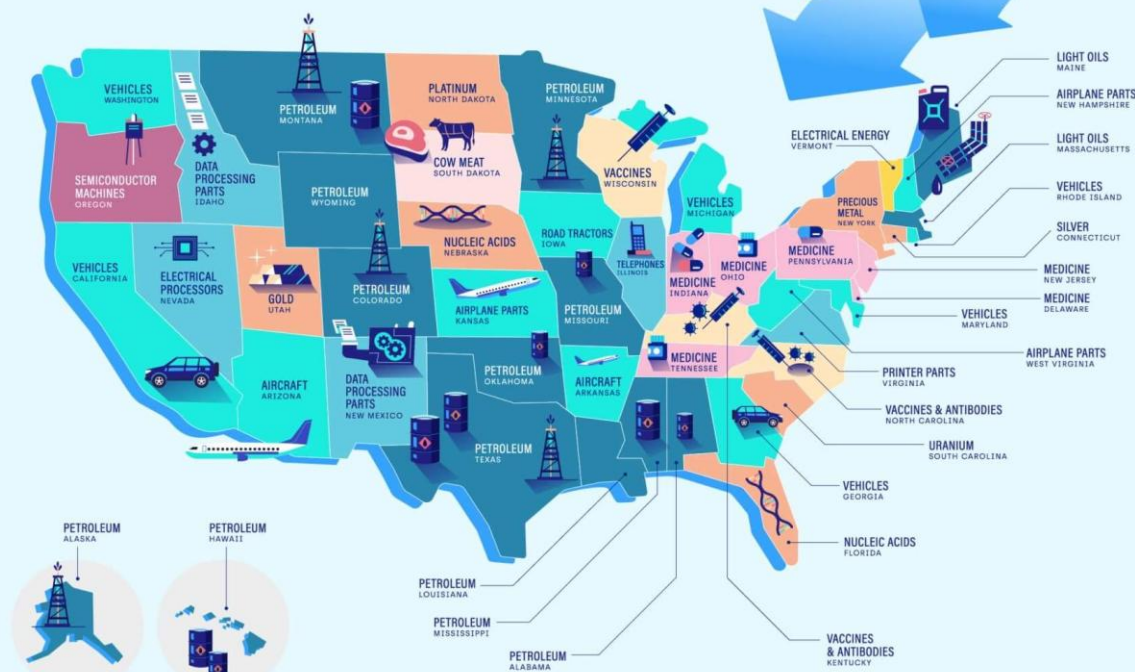 VEHICLES
WASHINGTON
SEMICONDUCTOR
MACHINES
OREGON
DATA
PROCESSING
PARTS
IDAHO
PETROLEUM
MONTANA
PLATINUM
NORTH DAKOTA
PETROLEUM
MINNESOTA
COW MEAT
SOUTH DAKOTA
VACCINES
WISCONSIN
VEHICLES
MICHIGAN
PETROLEUM
WYOMING
NUCLEIC ACIDS
NEBRASKA
ROAD TRACTORS
IOWA
TELEPHONES
ILLINOIS
MEDICINE
INDIANA
MEDICINE
OHIO
MEDICINE
PENNSYLVANIA
PRECIOUS
METAL
NEW YORK
ELECTRICAL ENERGY
VERMONT
LIGHT OILS
MAINE
AIRPLANE PARTS
NEW HAMPSHIRE
LIGHT OILS
MASSACHUSETTS
VEHICLES
RHODE ISLAND
SILVER
CONNECTICUT
MEDICINE
NEW JERSEY
MEDICINE
DELAWARE
VEHICLES
MARYLAND
AIRPLANE PARTS
WEST VIRGINIA
PRINTER PARTS
VIRGINIA
VACCINES & ANTIBODIES
NORTH CAROLINA
URANIUM
SOUTH CAROLINA
VEHICLES
GEORGIA
NUCLEIC ACIDS
FLORIDA
VEHICLES
CALIFORNIA
ELECTRICAL
PROCESSORS
NEVADA
GOLD
UTAH
PETROLEUM
COLORADO
AIRPLANE PARTS
KANSAS
PETROLEUM
MISSOURI
MEDICINE
TENNESSEE
AIRCRAFT
ARIZONA
DATA
PROCESSING
PARTS
NEW MEXICO
PETROLEUM
OKLAHOMA
AIRCRAFT
ARKANSAS
PETROLEUM
TEXAS
PETROLEUM
ALASKA
PETROLEUM
HAWAII
PETROLEUM
LOUISIANA
PETROLEUM
MISSISSIPPI
PETROLEUM
ALABAMA
VACCINES
& ANTIBODIES
KENTUCKY